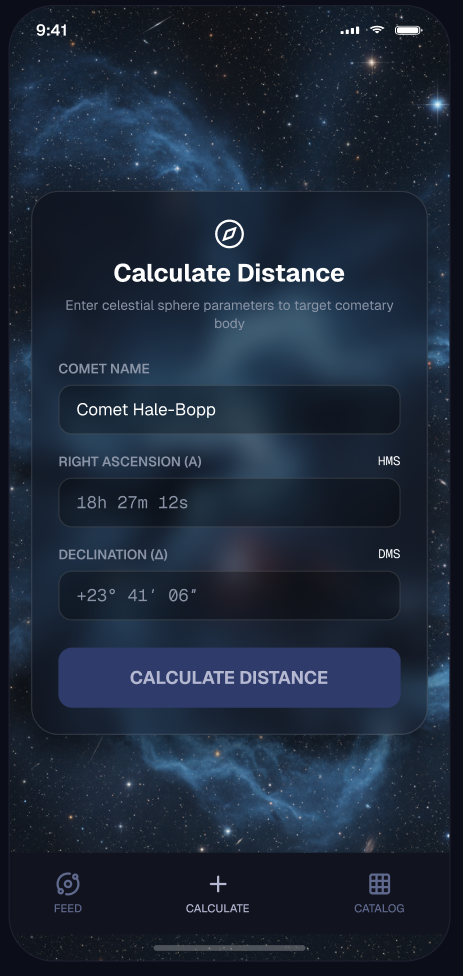 9:41
Calculate Distance
Enter celestial sphere parameters to target cometary
body
COMET NAME
Comet Hale-Bopp
RIGHT ASCENSION (Α)
HMS
18h 27m 12s
DECLINATION (Δ)
DMS
+23° 41′ 06″
CALCULATE DISTANCE
FEED
CALCULATE
CATALOG